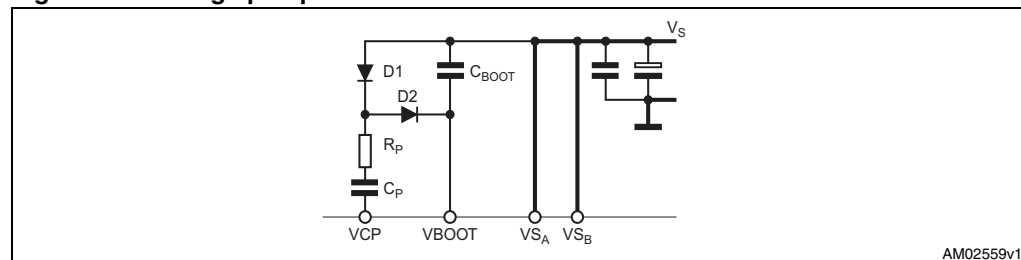 V_S
D1
C_BOOT
D2
R_P
C_P
VCP VBOOT VS_A VS_B
AM02559v1